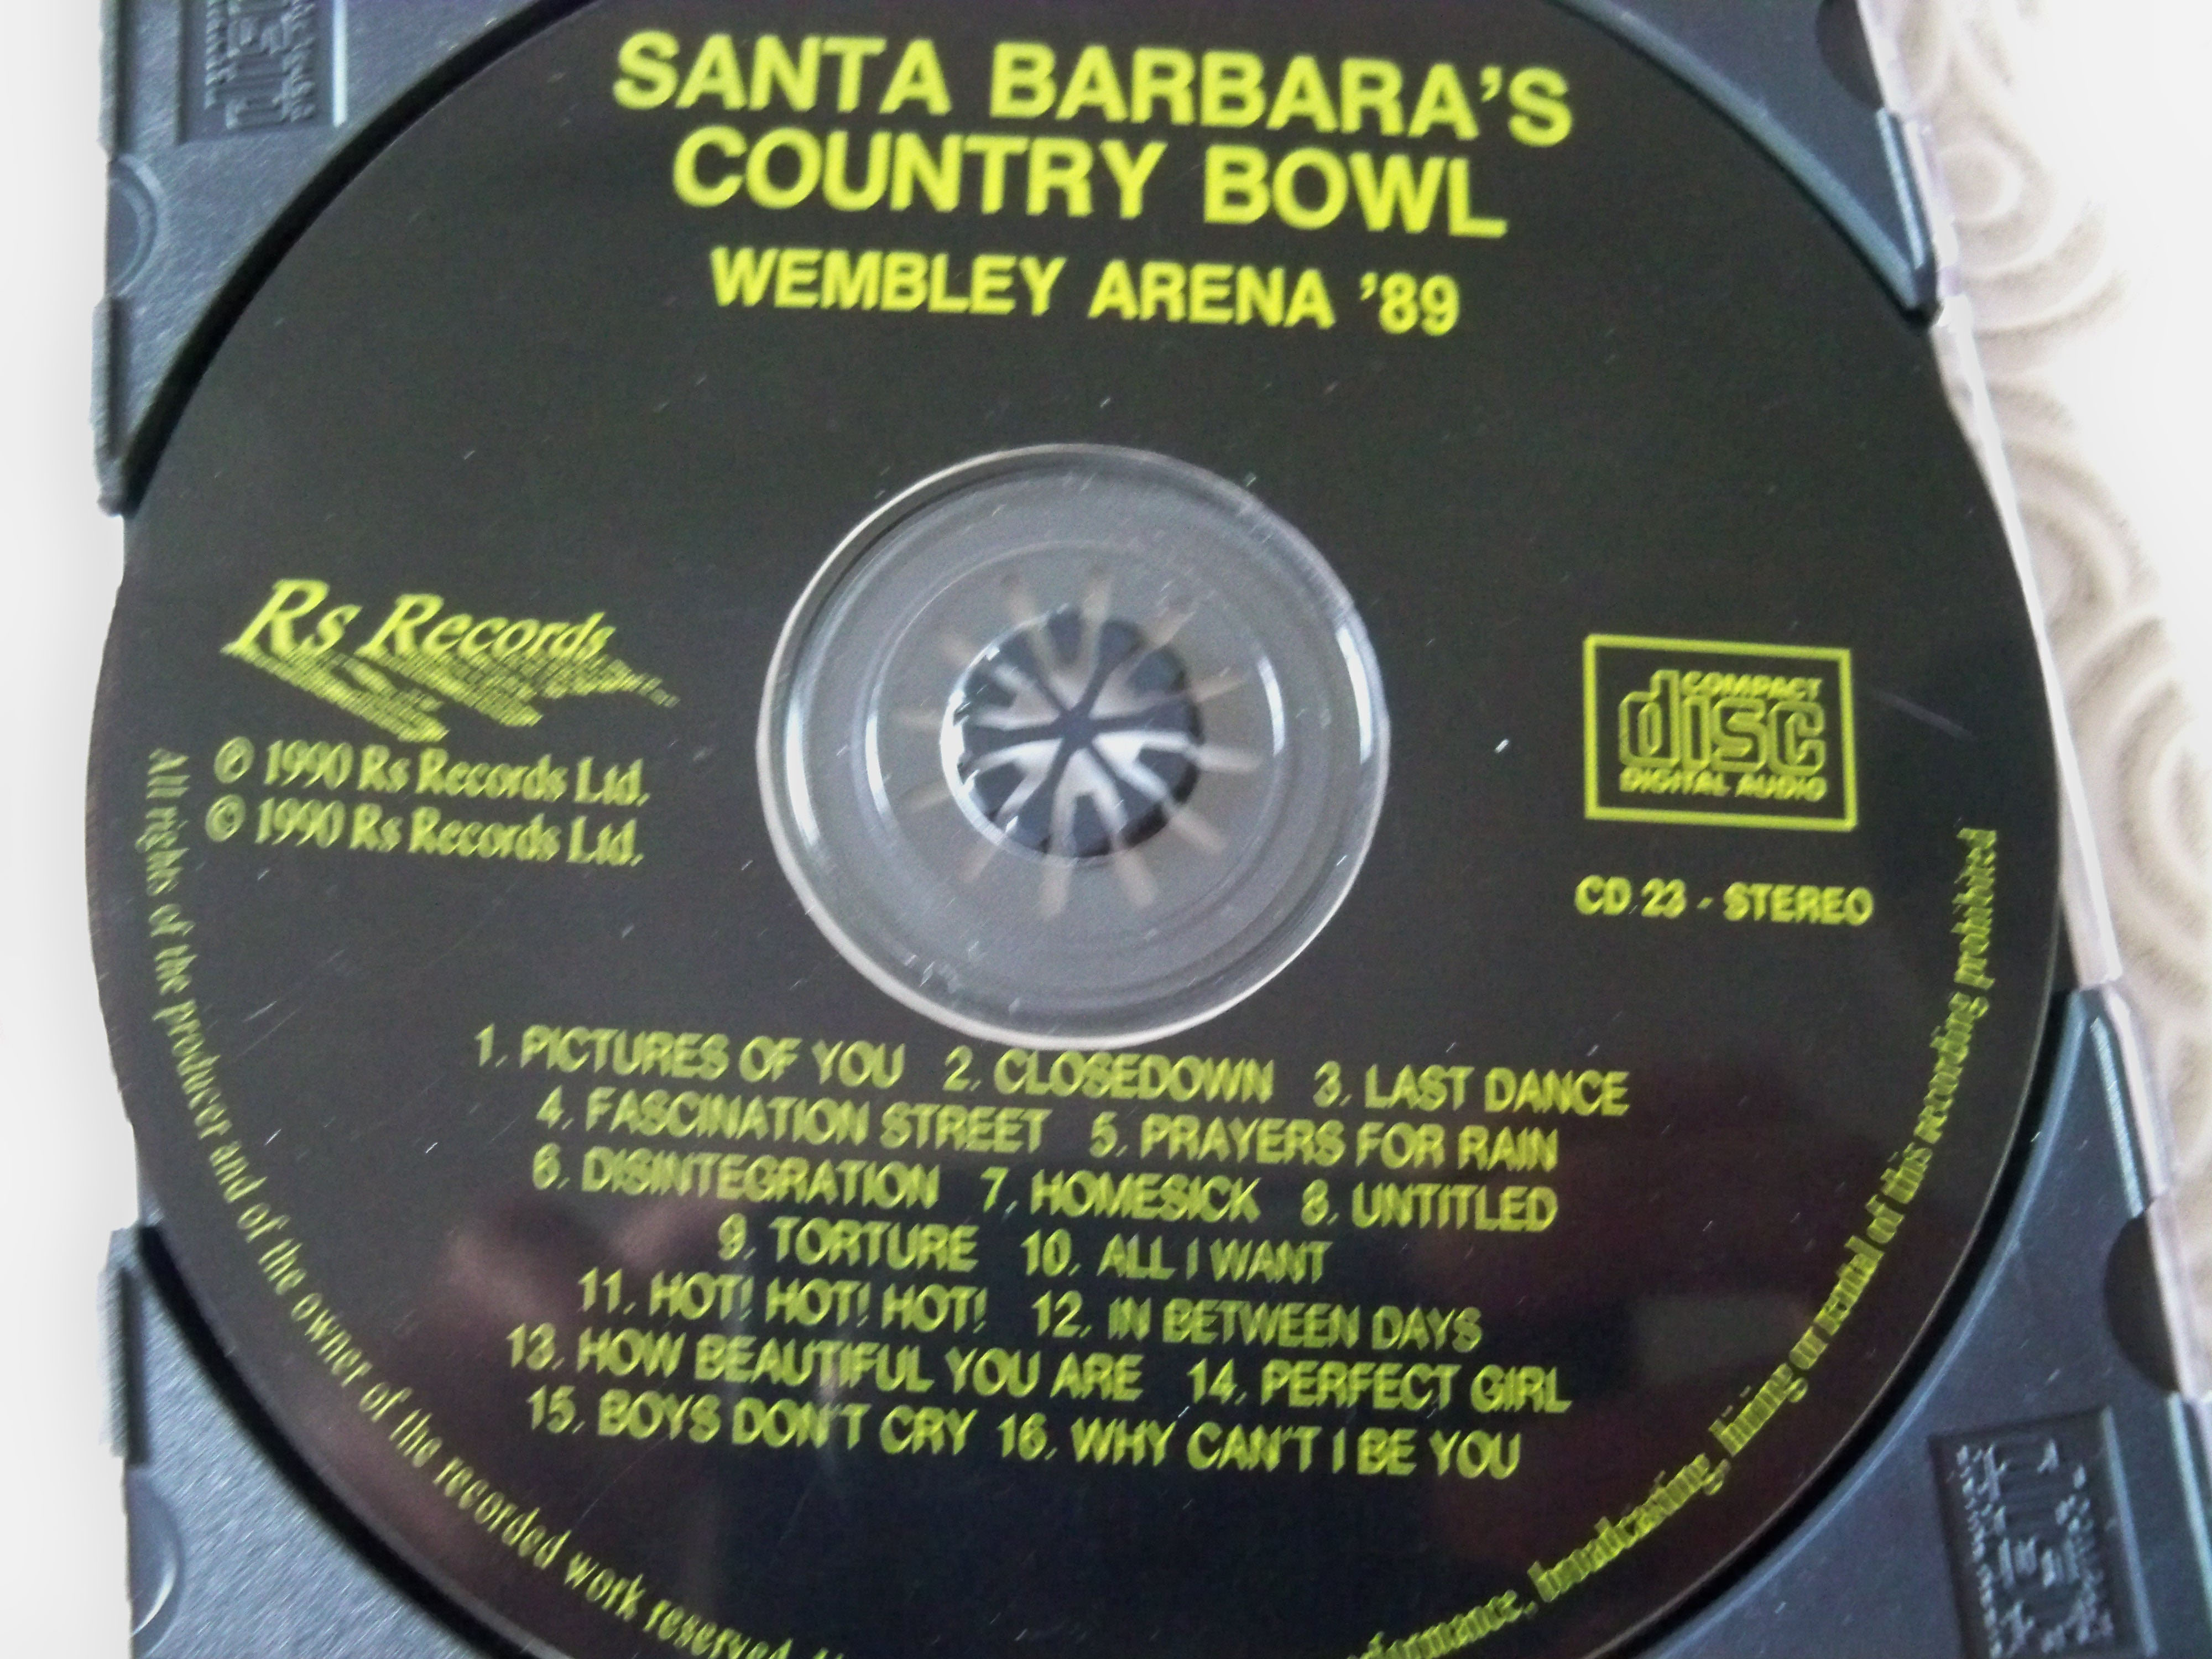 SANTA BARBARA'S
COUNTRY BOWL
WEMBLEY ARENA '89
Rs Records
℗ 1990 Rs Records Ltd.
© 1990 Rs Records Ltd.
COMPACT
disc
DIGITAL AUDIO
CD 23 - STEREO
1. PICTURES OF YOU 2. CLOSEDOWN 3. LAST DANCE
4. FASCINATION STREET 5. PRAYERS FOR RAIN
6. DISINTEGRATION 7. HOMESICK 8. UNTITLED
9. TORTURE 10. ALL I WANT
11. HOT! HOT! HOT! 12. IN BETWEEN DAYS
13. HOW BEAUTIFUL YOU ARE 14. PERFECT GIRL
15. BOYS DON'T CRY 16. WHY CAN'T I BE YOU
All rights of the producer and of the owner of the recorded work reserved.
broadcasting, hiring or rental of this recording prohibited